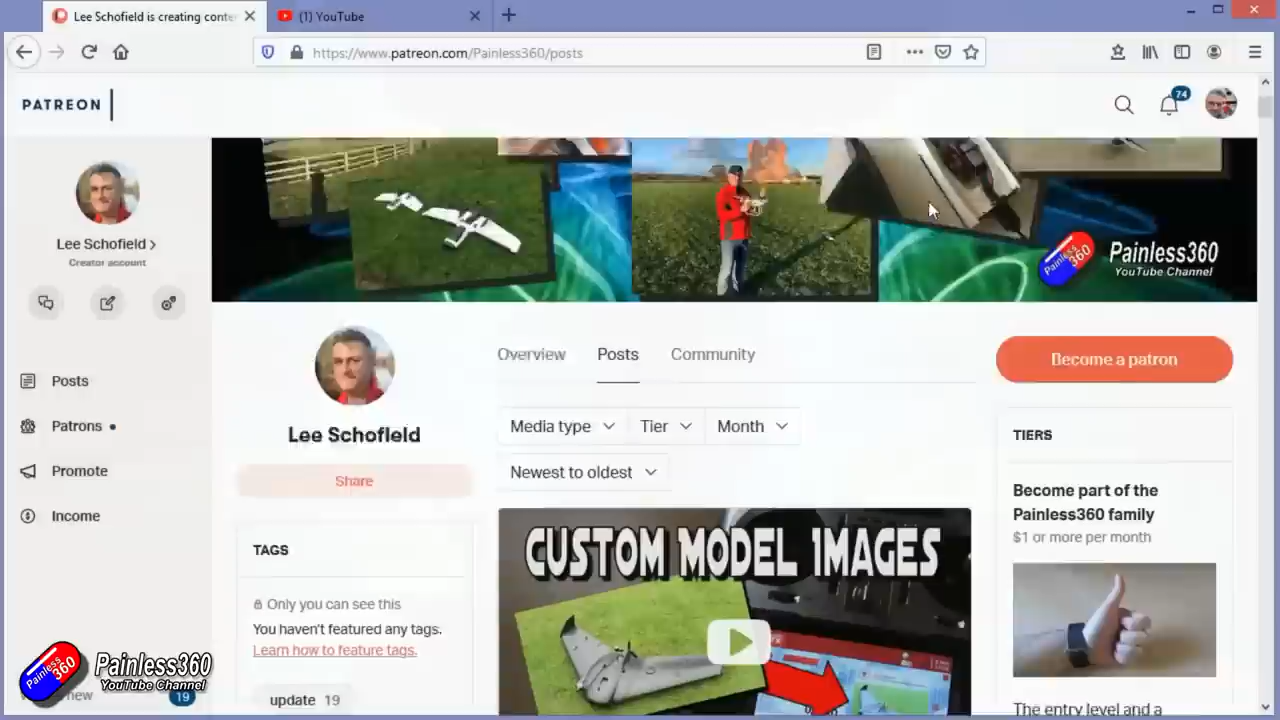 Lee Schofield is creating conte
(1) YouTube
https://www.patreon.com/Painless360/posts
PATREON
74
Painless360
Painless360
YouTube Channel
Lee Schofield
Creator account
Posts
Patrons
Promote
Income
Lee Schofield
Share
TAGS
Only you can see this
You haven't featured any tags.
Learn how to feature tags.
update 19
Overview
Posts
Community
Media type
Tier
Month
Newest to oldest
CUSTOM MODEL IMAGES
Become a patron
TIERS
Become part of the
Painless360 family
$1 or more per month
The entry level and a
Painless360
Painless360
YouTube Channel
new
19